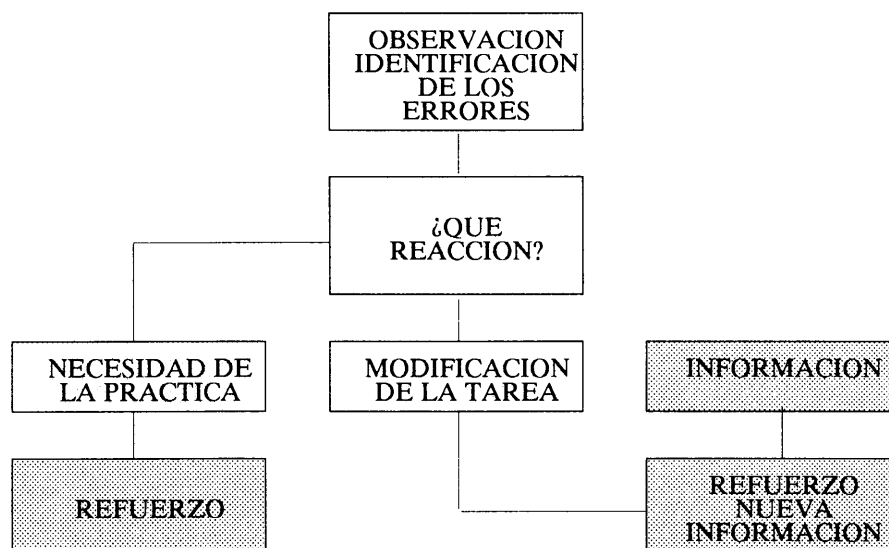 OBSERVACION
IDENTIFICACION
DE LOS
ERRORES
¿QUE
REACCION?
NECESIDAD DE
LA PRACTICA
MODIFICACION
DE LA TAREA
INFORMACION
REFUERZO
REFUERZO
NUEVA
INFORMACION